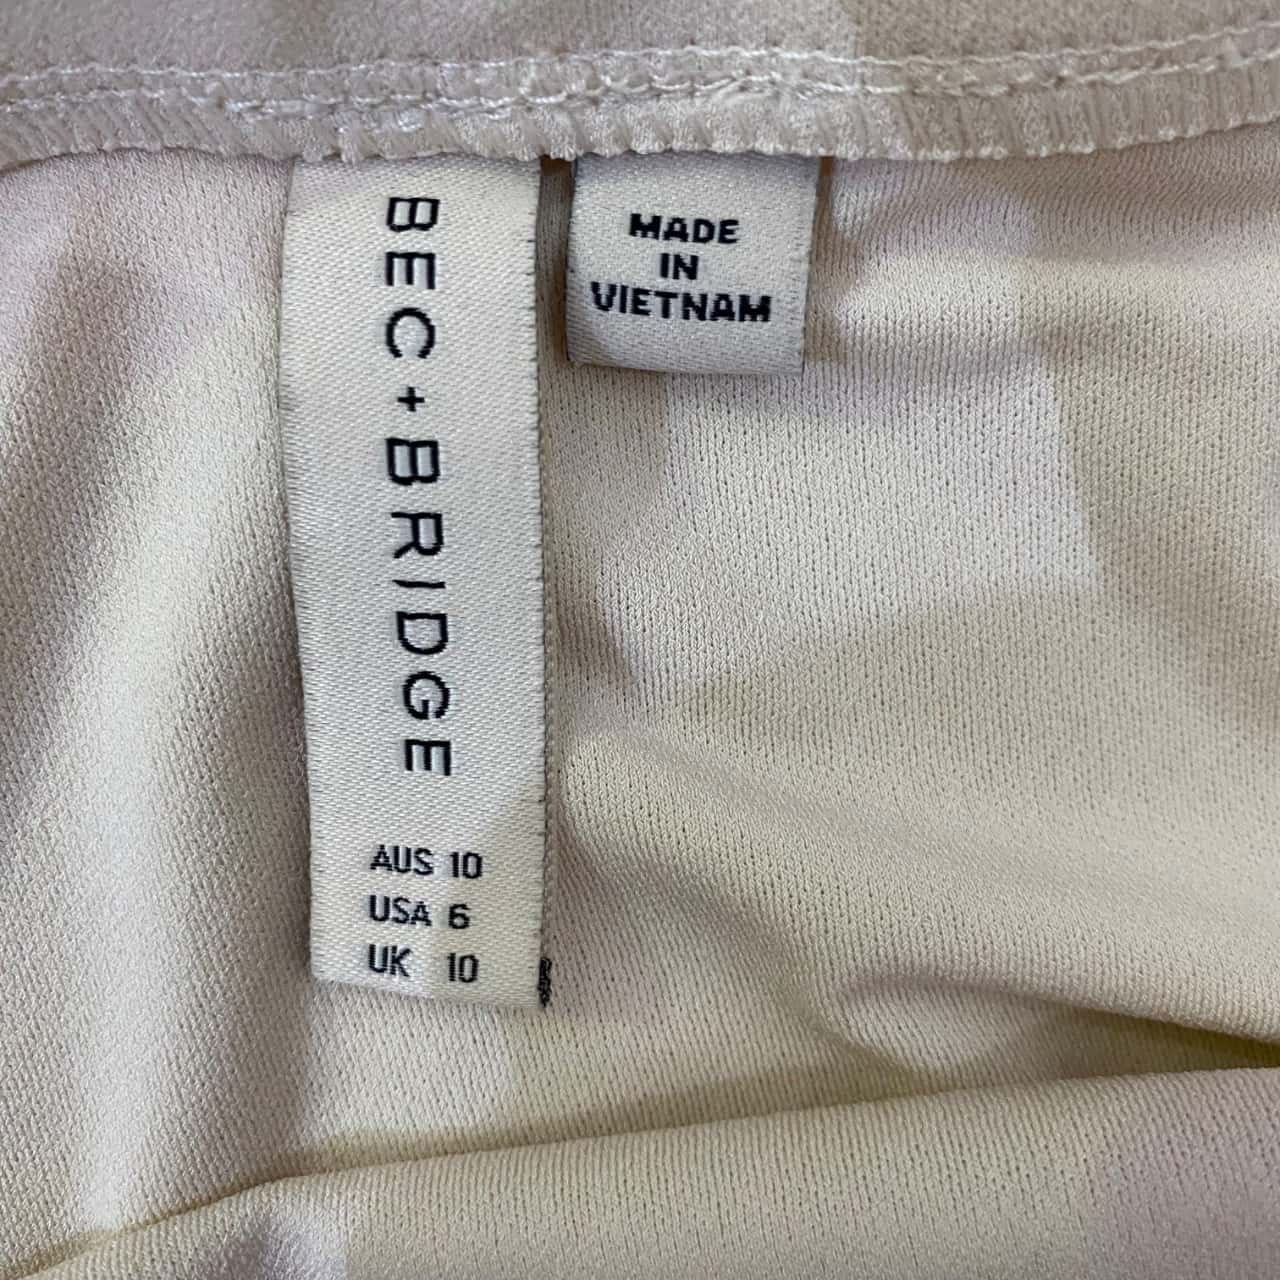 BEC+BRIDGE
AUS 10
USA 6
UK 10
MADE
IN
VIETNAM